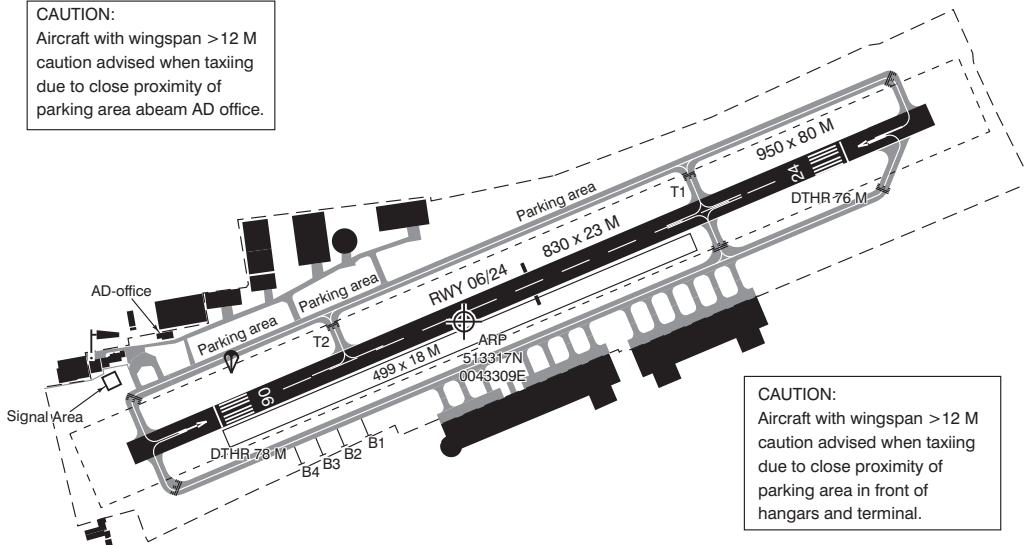 CAUTION:
Aircraft with wingspan >12 M
caution advised when taxiing
due to close proximity of
parking area abeam AD office.
950 x 80 M
24
T1
DTHR 76 M
Parking area
830 x 23 M
RWY 06/24
AD-office
Parking area
Parking area
T2
ARP
513317N
0043309E
499 x 18 M
06
Signal Area
DTHR 78 M
B1
B2
B3
B4
CAUTION:
Aircraft with wingspan >12 M
caution advised when taxiing
due to close proximity of
parking area in front of
hangars and terminal.